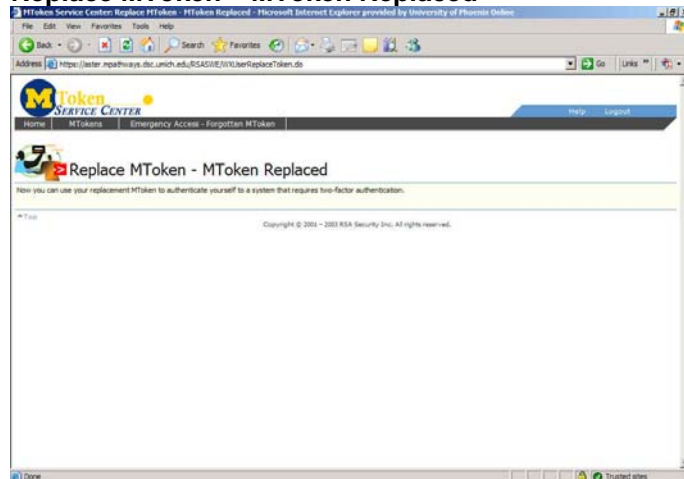 Replace MToken - MToken Replaced
MToken Service Center: Replace MToken - MToken Replaced - Microsoft Internet Explorer provided by University of Phoenix Online
File Edit View Favorites Tools Help
Back Search Favorites
Address https://aster.mpathways.dsc.umich.edu/RSASWE/WXUserReplaceToken.do Go Links »
M Token
SERVICE CENTER
Help Logout
Home MTokens Emergency Access - Forgotten MToken
Replace MToken - MToken Replaced
Now you can use your replacement MToken to authenticate yourself to a system that requires two-factor authentication.
^Top
Copyright © 2001 - 2003 RSA Security Inc. All rights reserved.
Done Trusted sites